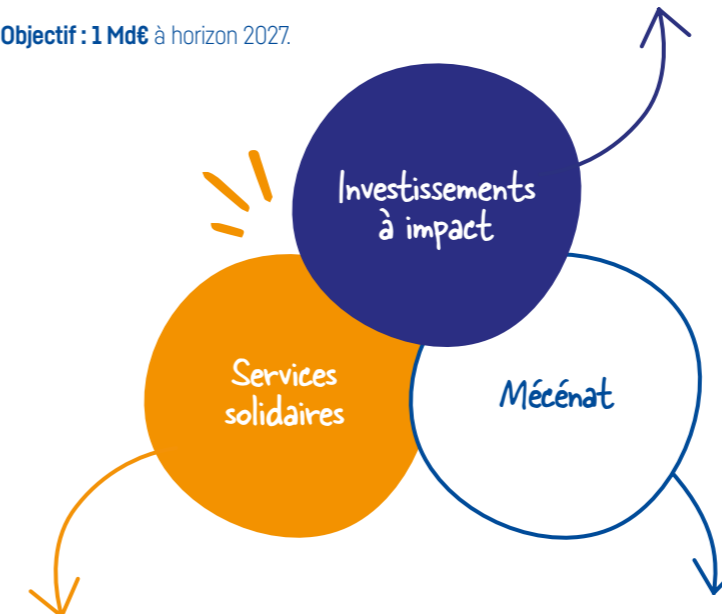 Objectif : 1 Md€ à horizon 2027.
Investissements
à impact
Services
solidaires
Mécénat